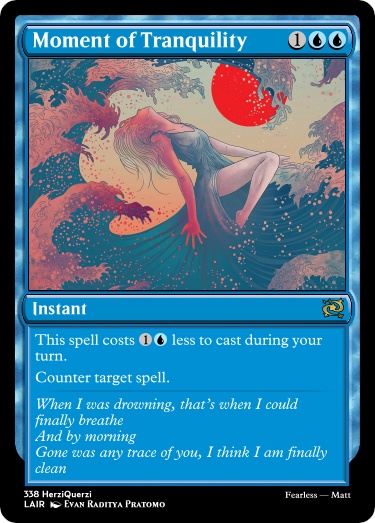 Moment of Tranquility 1
Instant
This spell costs 1 less to cast during your
turn.
Counter target spell.
When I was drowning, that's when I could
finally breathe
And by morning
Gone was any trace of you, I think I am finally
clean
338 HerziQuerzi
LAIR Evan Raditya Pratomo
Fearless — Matt